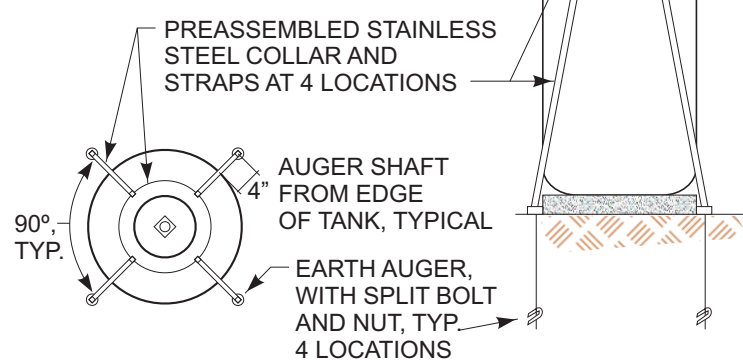 PREASSEMBLED STAINLESS
STEEL COLLAR AND
STRAPS AT 4 LOCATIONS
4”
AUGER SHAFT
FROM EDGE
OF TANK, TYPICAL
90º,
TYP.
EARTH AUGER,
WITH SPLIT BOLT
AND NUT, TYP.
4 LOCATIONS